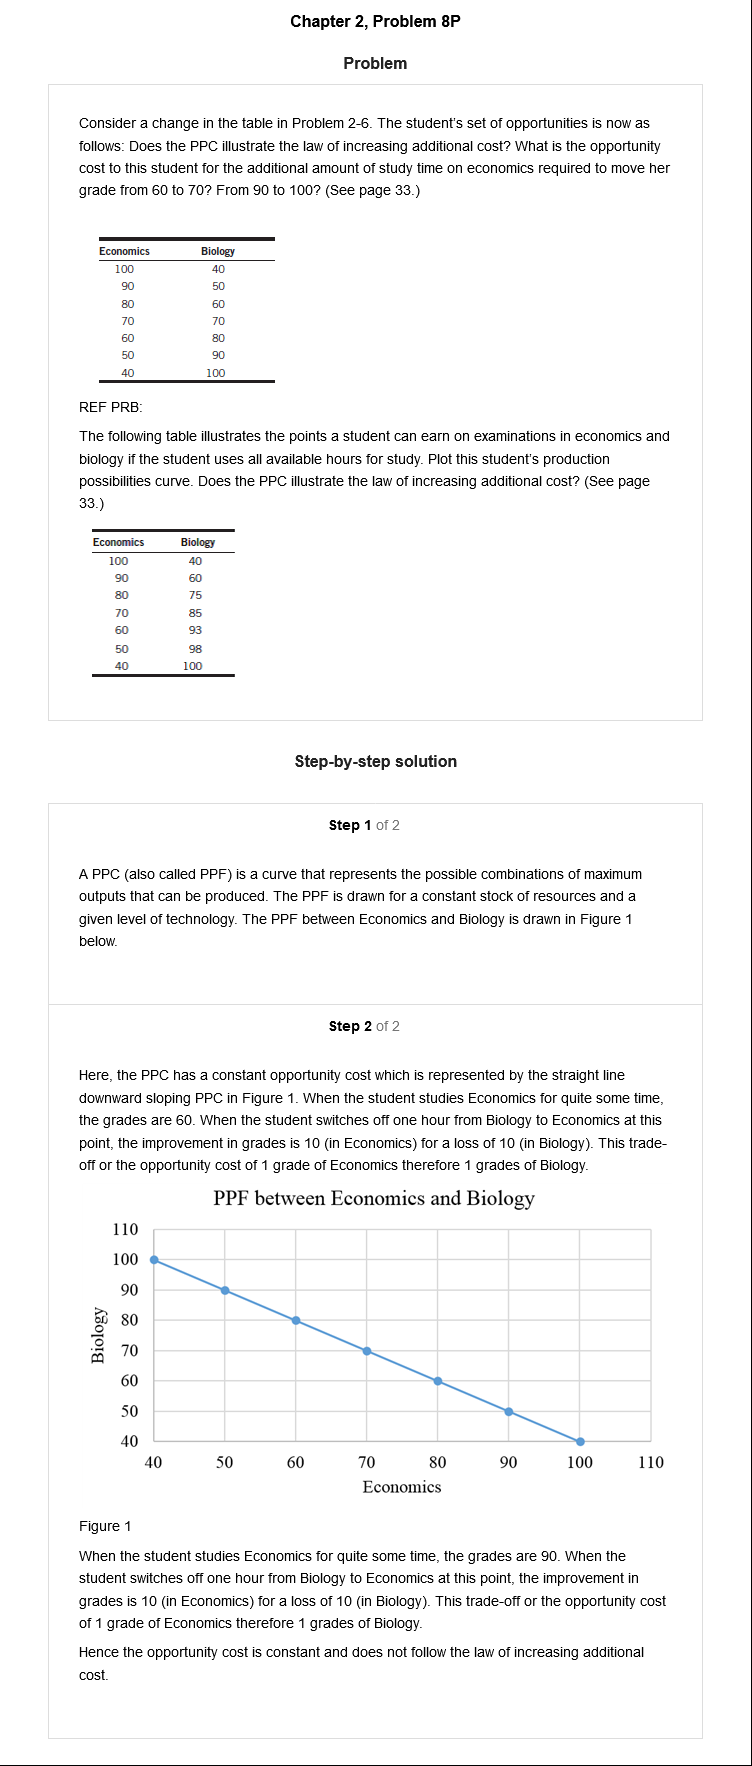 Chapter 2, Problem 8P
Problem
Consider a change in the table in Problem 2-6. The student's set of opportunities is now as
follows: Does the PPC illustrate the law of increasing additional cost? What is the opportunity
cost to this student for the additional amount of study time on economics required to move her
grade from 60 to 70? From 90 to 100? (See page 33.)
Economics Biology
100 40
90 50
80 60
70 70
60 80
50 90
40 100
REF PRB:
The following table illustrates the points a student can earn on examinations in economics and
biology if the student uses all available hours for study. Plot this student's production
possibilities curve. Does the PPC illustrate the law of increasing additional cost? (See page
33.)
Economics Biology
100 40
90 60
80 75
70 85
60 93
50 98
40 100
Step-by-step solution
Step 1 of 2
A PPC (also called PPF) is a curve that represents the possible combinations of maximum
outputs that can be produced. The PPF is drawn for a constant stock of resources and a
given level of technology. The PPF between Economics and Biology is drawn in Figure 1
below.
Step 2 of 2
Here, the PPC has a constant opportunity cost which is represented by the straight line
downward sloping PPC in Figure 1. When the student studies Economics for quite some time,
the grades are 60. When the student switches off one hour from Biology to Economics at this
point, the improvement in grades is 10 (in Economics) for a loss of 10 (in Biology). This trade-
off or the opportunity cost of 1 grade of Economics therefore 1 grades of Biology.
PPF between Economics and Biology
110
100
90
80
70
60
50
40
Biology
40 50 60 70 80 90 100 110
Economics
Figure 1
When the student studies Economics for quite some time, the grades are 90. When the
student switches off one hour from Biology to Economics at this point, the improvement in
grades is 10 (in Economics) for a loss of 10 (in Biology). This trade-off or the opportunity cost
of 1 grade of Economics therefore 1 grades of Biology.
Hence the opportunity cost is constant and does not follow the law of increasing additional
cost.